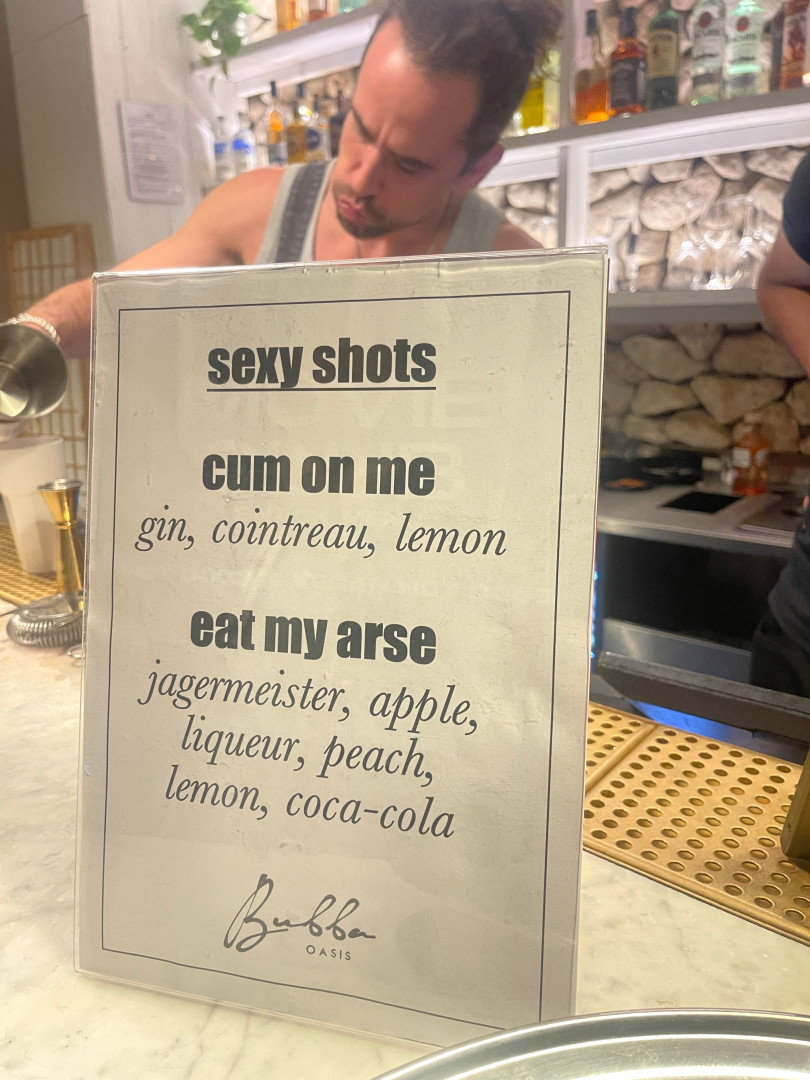 sexy shots
cum on me
gin, cointreau, lemon
eat my arse
jagermeister, apple,
liqueur, peach,
lemon, coca-cola
Bubba
OASIS